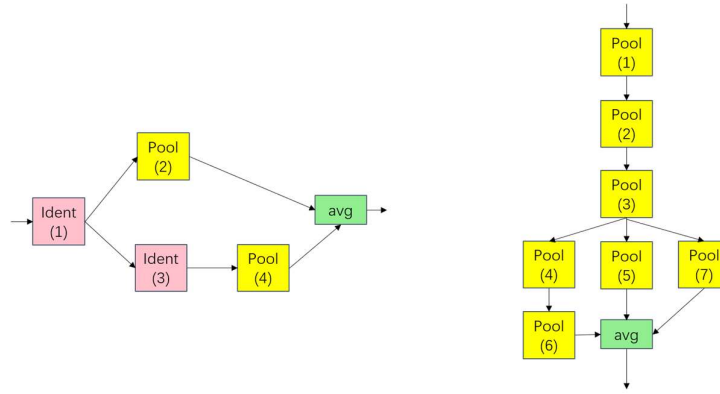 Pool
(2)
Ident
(1)
avg
Ident
(3)
Pool
(4)
Pool
(1)
Pool
(2)
Pool
(3)
Pool
(4)
Pool
(5)
Pool
(7)
Pool
(6)
avg